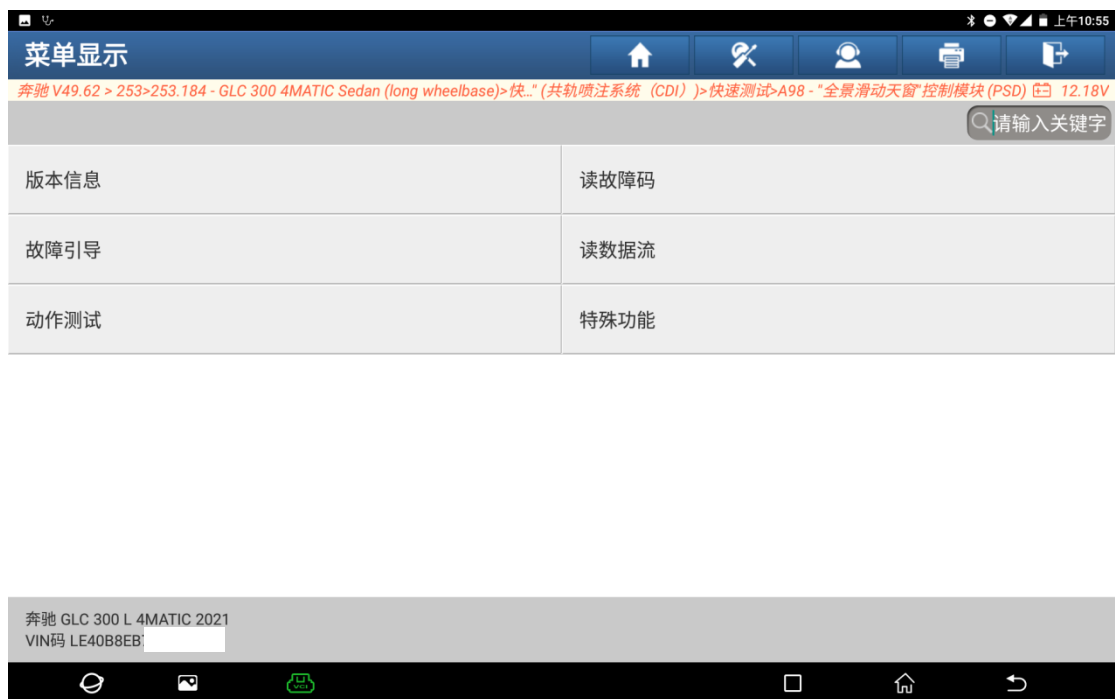 上午10:55
菜单显示
奔驰 V49.62 > 253>253.184 - GLC 300 4MATIC Sedan (long wheelbase)>快..." (共轨喷注系统（CDI）)>快速测试>A98 - "全景滑动天窗"控制模块 (PSD) 12.18V
请输入关键字
版本信息 读故障码
故障引导 读数据流
动作测试 特殊功能
奔驰 GLC 300 L 4MATIC 2021
VIN码 LE40B8EB
VCI